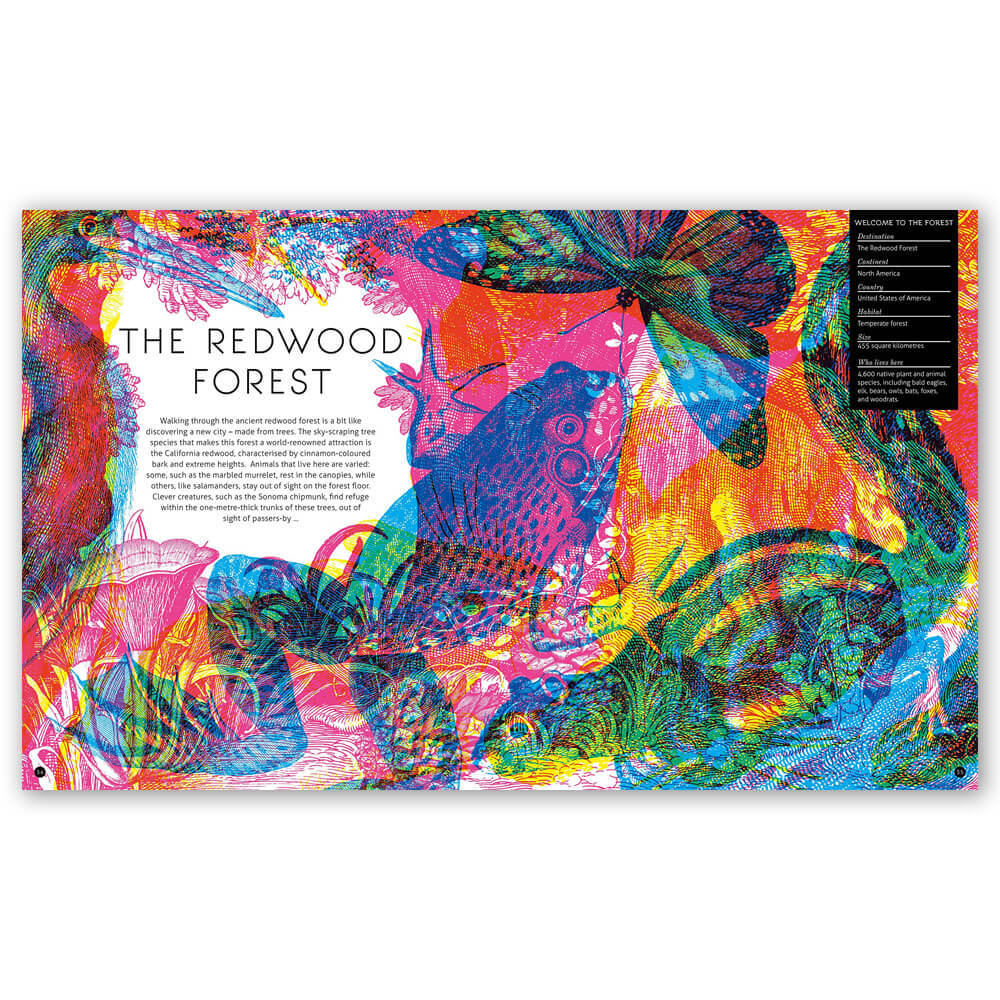 THE REDWOOD
FOREST
Walking through the ancient redwood forest is a bit like
discovering a new city – made from trees. The sky-scraping tree
species that makes this forest a world-renowned attraction is
the California redwood, characterised by cinnamon-coloured
bark and extreme heights. Animals that live here are varied:
some, such as the marbled murrelet, rest in the canopies, while
others, like salamanders, stay out of sight on the forest floor.
Clever creatures, such as the Sonoma chipmunk, find refuge
within the one-metre-thick trunks of these trees, out of
sight of passers-by ...
WELCOME TO THE FOREST
Destination
The Redwood Forest
Continent
North America
Country
United States of America
Habitat
Temperate forest
Size
455 square kilometres
Who lives here
4,600 native plant and animal
species, including bald eagles,
elk, bears, owls, bats, foxes,
and woodrats.